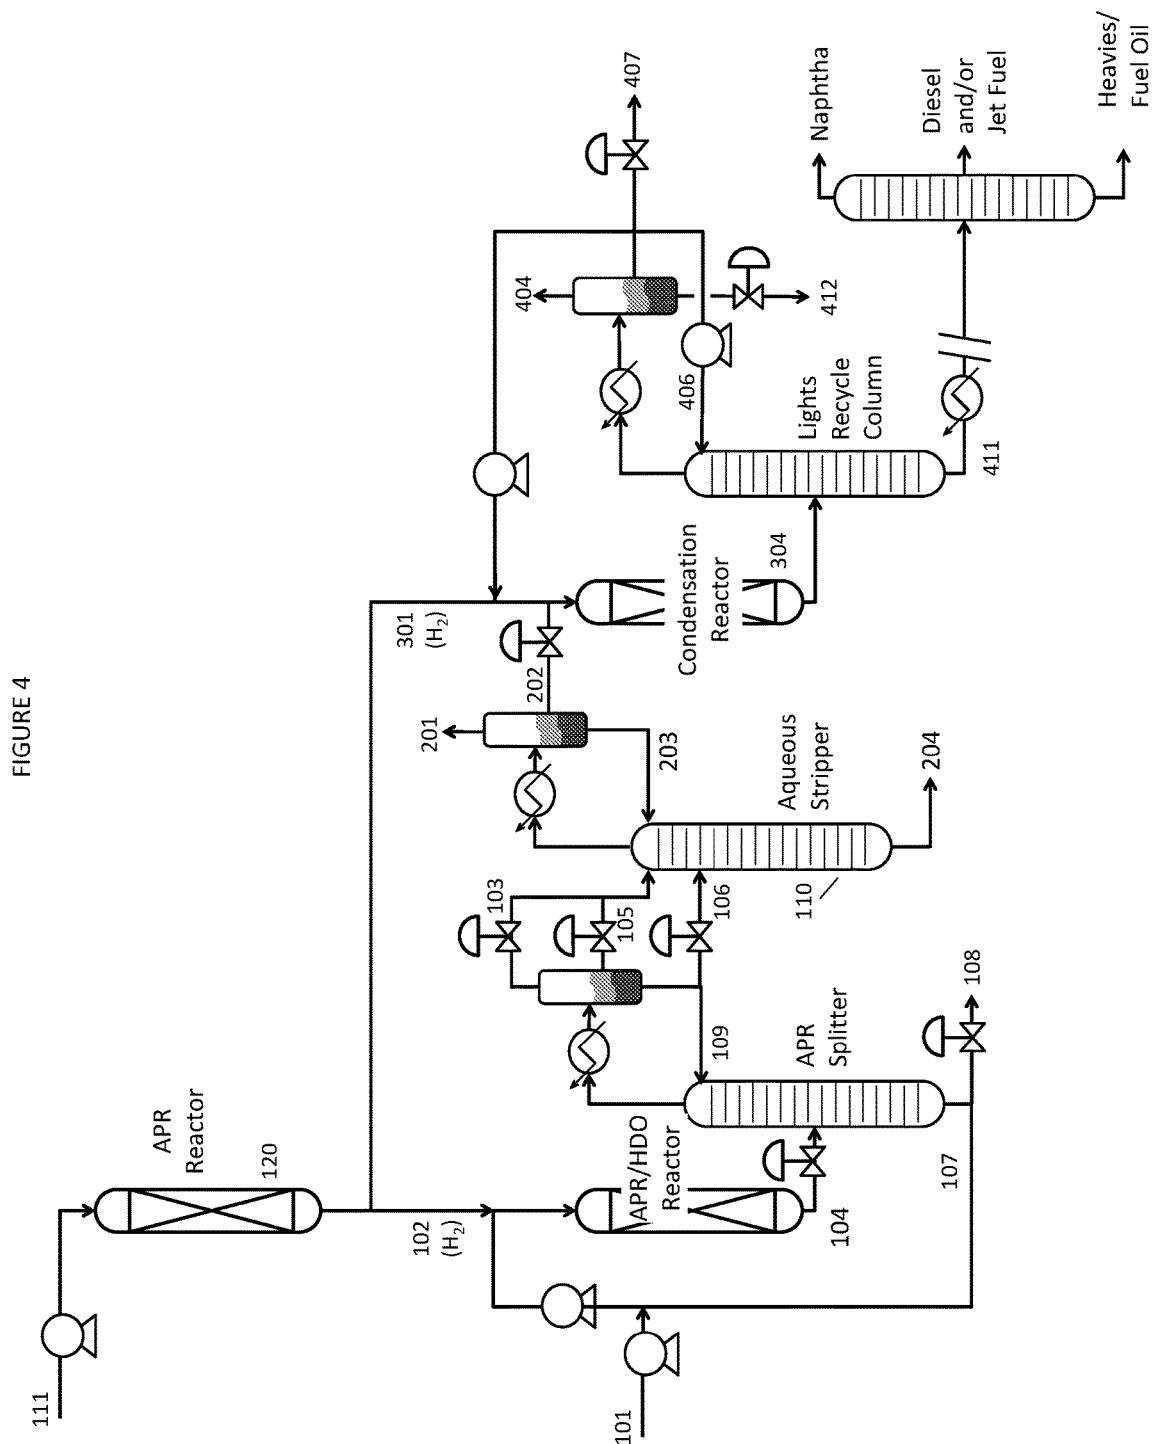 FIGURE 4
111
APR
Reactor
120
101
102
(H2)
APR/HDO
Reactor
104
107
108
APR
Splitter
109
103
105
106
110
Aqueous
Stripper
201
202
203
204
301
(H2)
Condensation
Reactor
304
Lights
Recycle
Column
404
406
407
411
412
Naphtha
Diesel
and/or
Jet Fuel
Heavies/
Fuel Oil